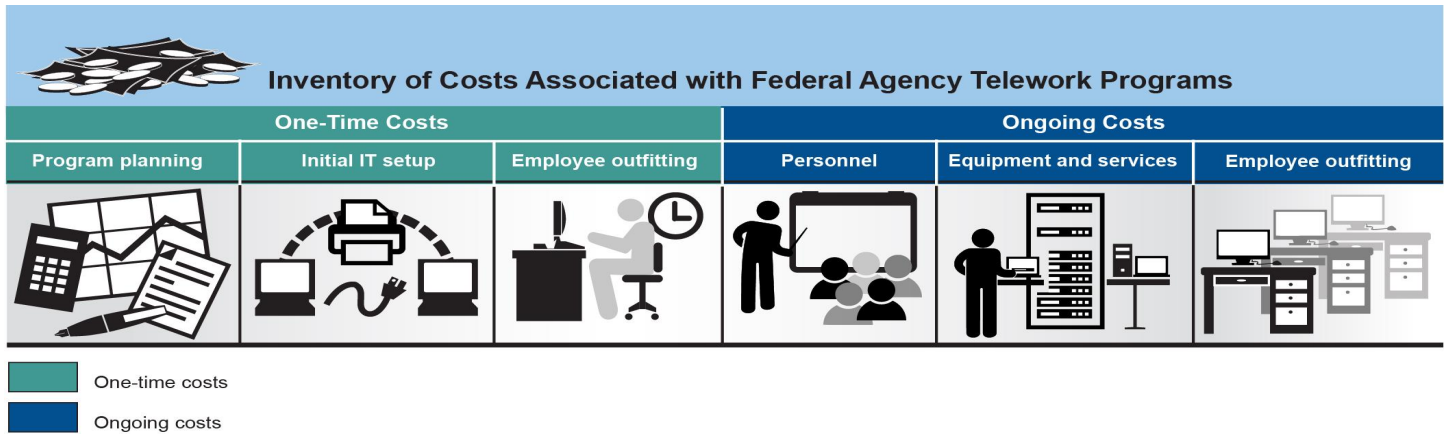 Inventory of Costs Associated with Federal Agency Telework Programs
One-Time Costs
Ongoing Costs
Program planning
Initial IT setup
Employee outfitting
Personnel
Equipment and services
Employee outfitting
One-time costs
Ongoing costs